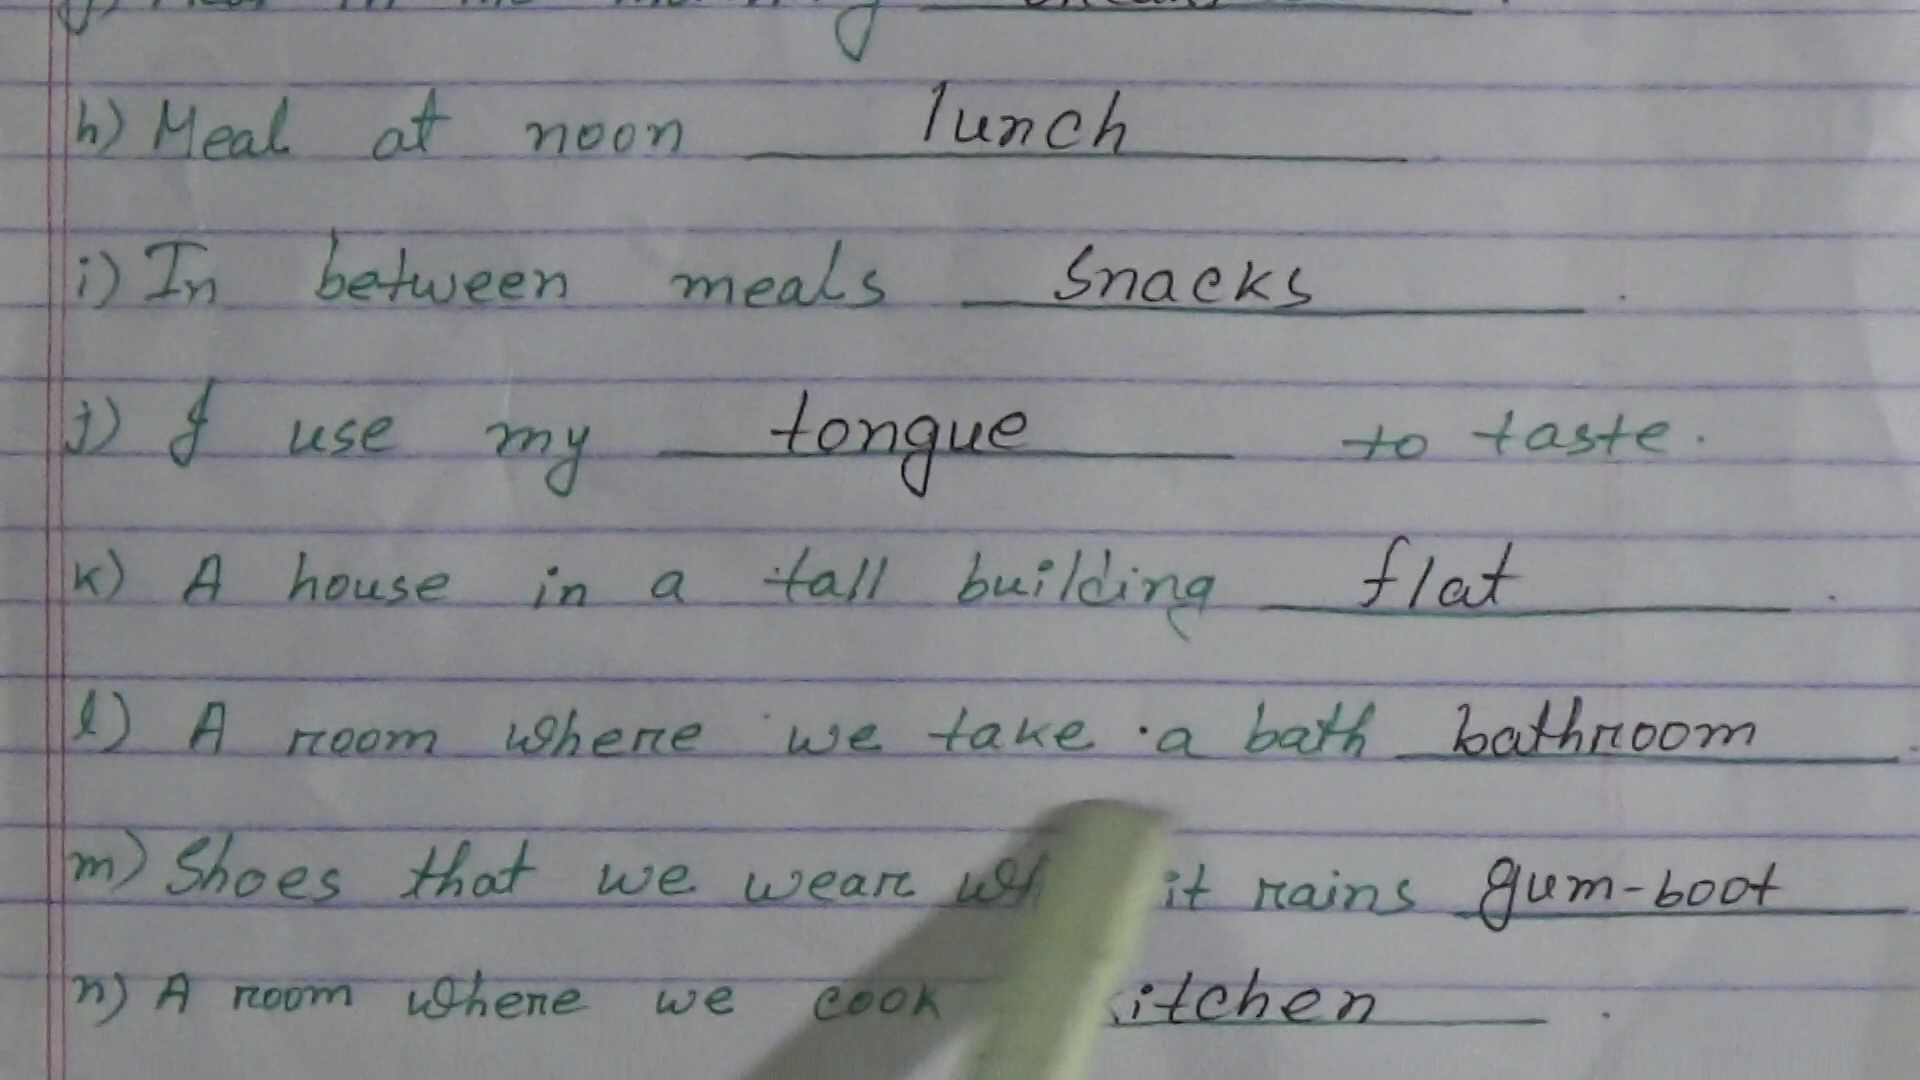 h) Meal at noon lunch
i) In between meals snacks .
j) I use my tongue to taste.
k) A house in a tall building flat .
l) A room where we take a bath bathroom .
m) Shoes that we wear it rains gum-boot
n) A room where we cook .